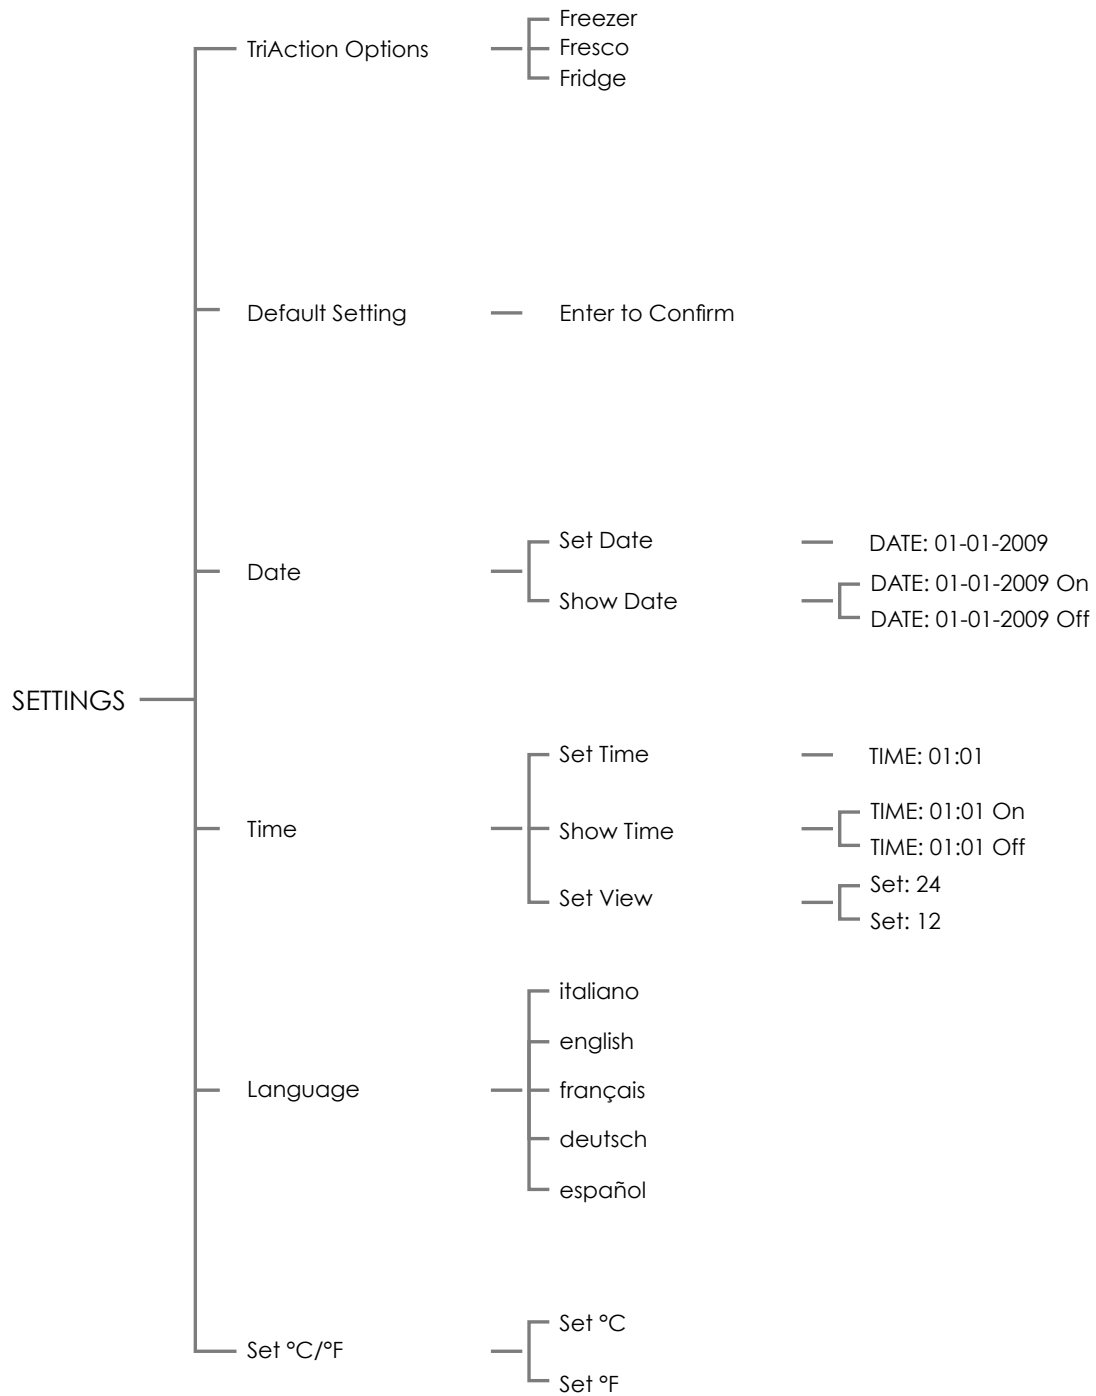 SETTINGS
TriAction Options
Freezer
Fresco
Fridge
Default Setting
Enter to Confirm
Date
Set Date
DATE: 01-01-2009
Show Date
DATE: 01-01-2009 On
DATE: 01-01-2009 Off
Time
Set Time
TIME: 01:01
Show Time
TIME: 01:01 On
TIME: 01:01 Off
Set View
Set: 24
Set: 12
Language
italiano
english
français
deutsch
español
Set °C/°F
Set °C
Set °F